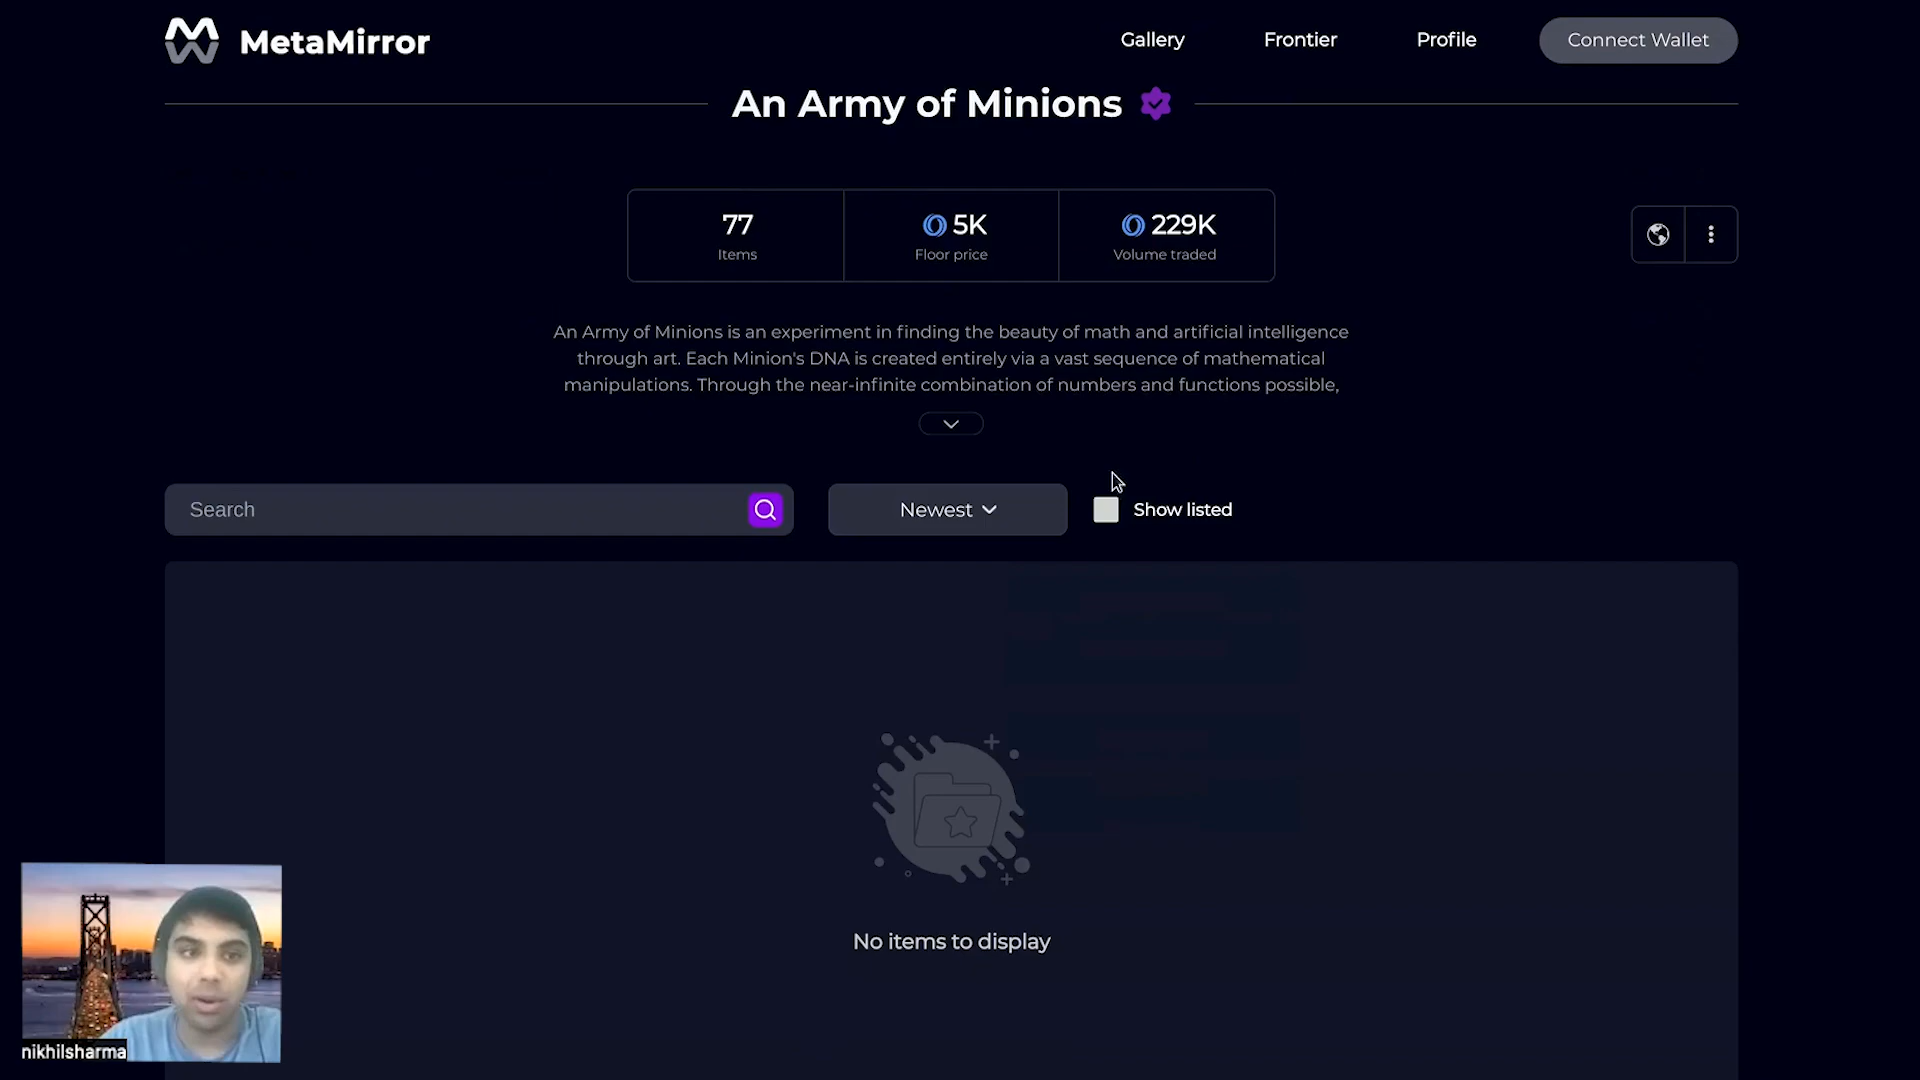 MetaMirror
Gallery
Frontier
Profile
Connect Wallet
An Army of Minions
77
Items
5K
Floor price
229K
Volume traded
An Army of Minions is an experiment in finding the beauty of math and artificial intelligence
through art. Each Minion's DNA is created entirely via a vast sequence of mathematical
manipulations. Through the near-infinite combination of numbers and functions possible,
Search
Newest
Show listed
No items to display
nikhilsharma